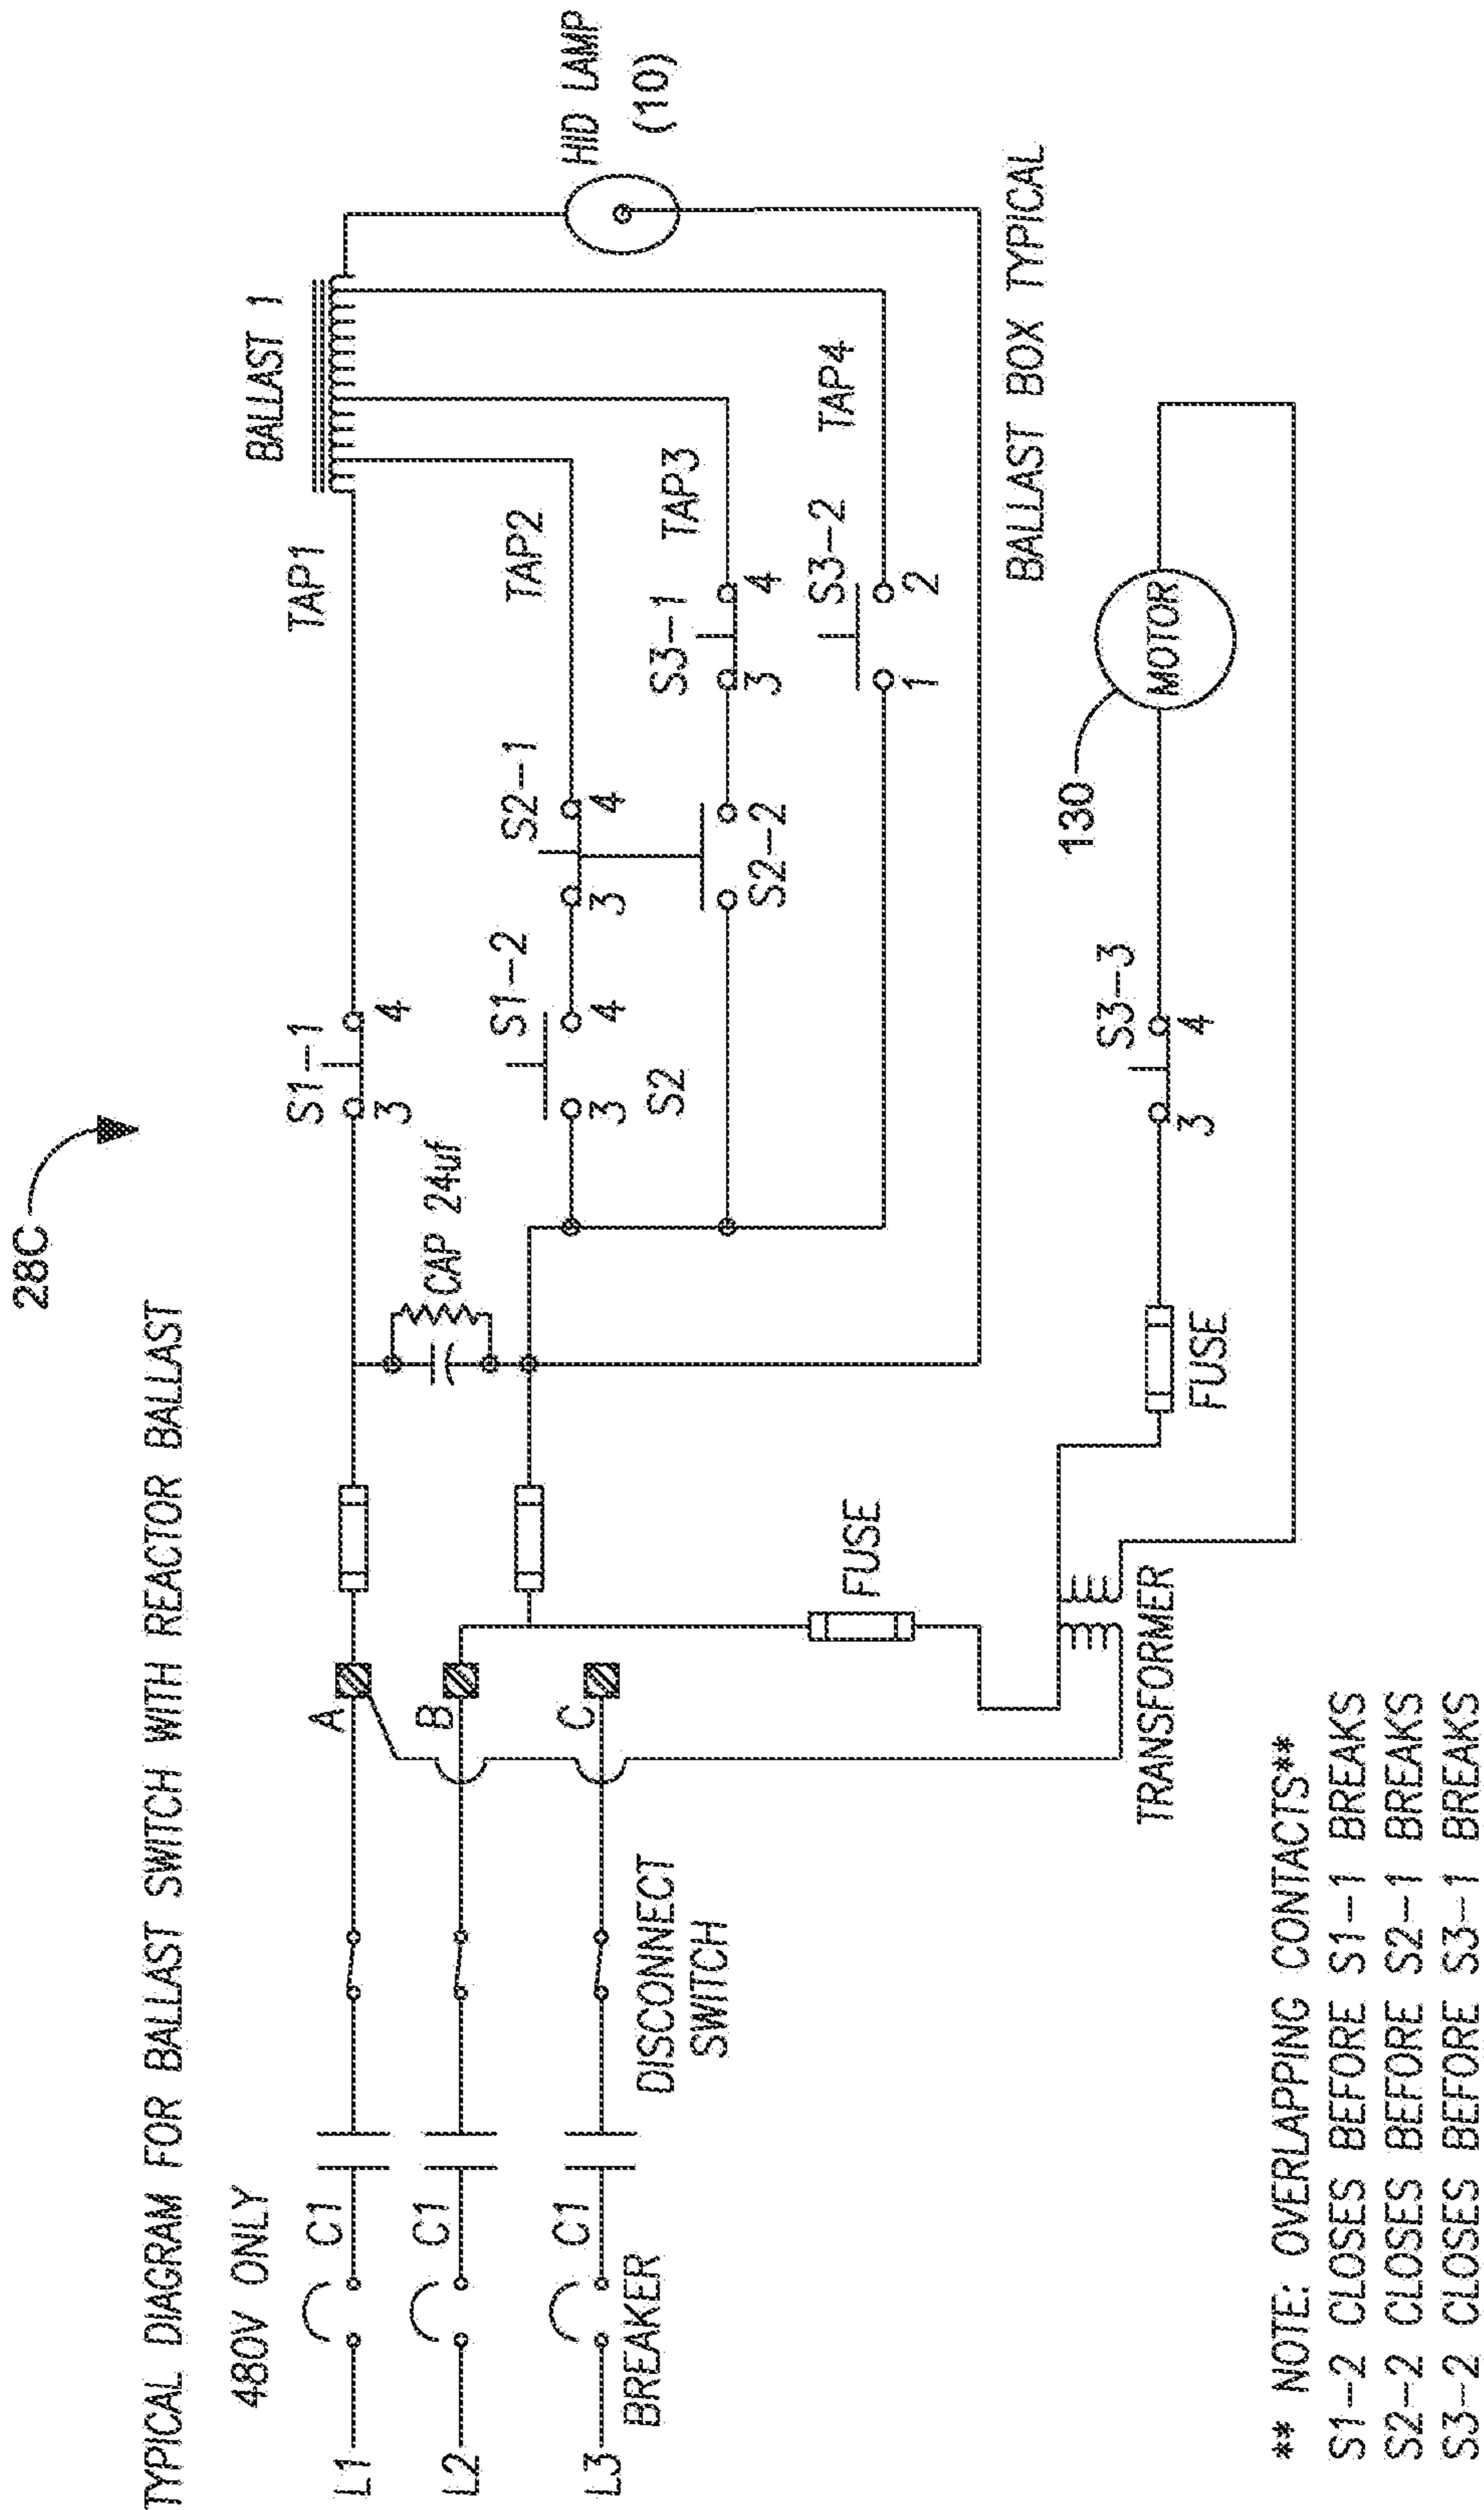 28C
TYPICAL DIAGRAM FOR BALLAST SWITCH WITH REACTOR BALLAST
480V ONLY
BALLAST 1
TAP1
S1-1
3
4
A
C1
L1
HID LAMP
(10)
CAP 24uf
TAP2
S2-1
3
4
S1-2
3
4
S2
B
C1
L2
TAP3
S3-1
3
4
S2-2
C
C1
L3
BREAKER
DISCONNECT
SWITCH
TAP4
S3-2
1
2
FUSE
BALLAST BOX TYPICAL
130
MOTOR
S3-3
3
4
FUSE
TRANSFORMER
** NOTE: OVERLAPPING CONTACTS**
S1-2 CLOSES BEFORE S1-1 BREAKS
S2-2 CLOSES BEFORE S2-1 BREAKS
S3-2 CLOSES BEFORE S3-1 BREAKS